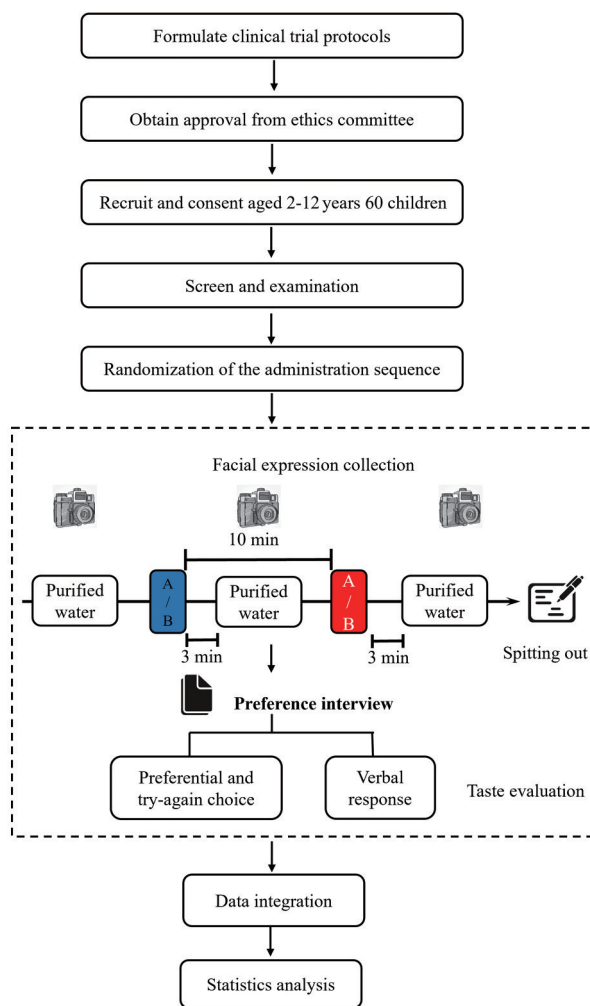 Formulate clinical trial protocols
Obtain approval from ethics committee
Recruit and consent aged 2-12 years 60 children
Screen and examination
Randomization of the administration sequence
Facial expression collection
10 min
Purified
water
A
/
B
Purified
water
A
/
B
Purified
water
3 min
3 min
Spitting out
Preference interview
Preferential and
try-again choice
Verbal
response
Taste evaluation
Data integration
Statistics analysis